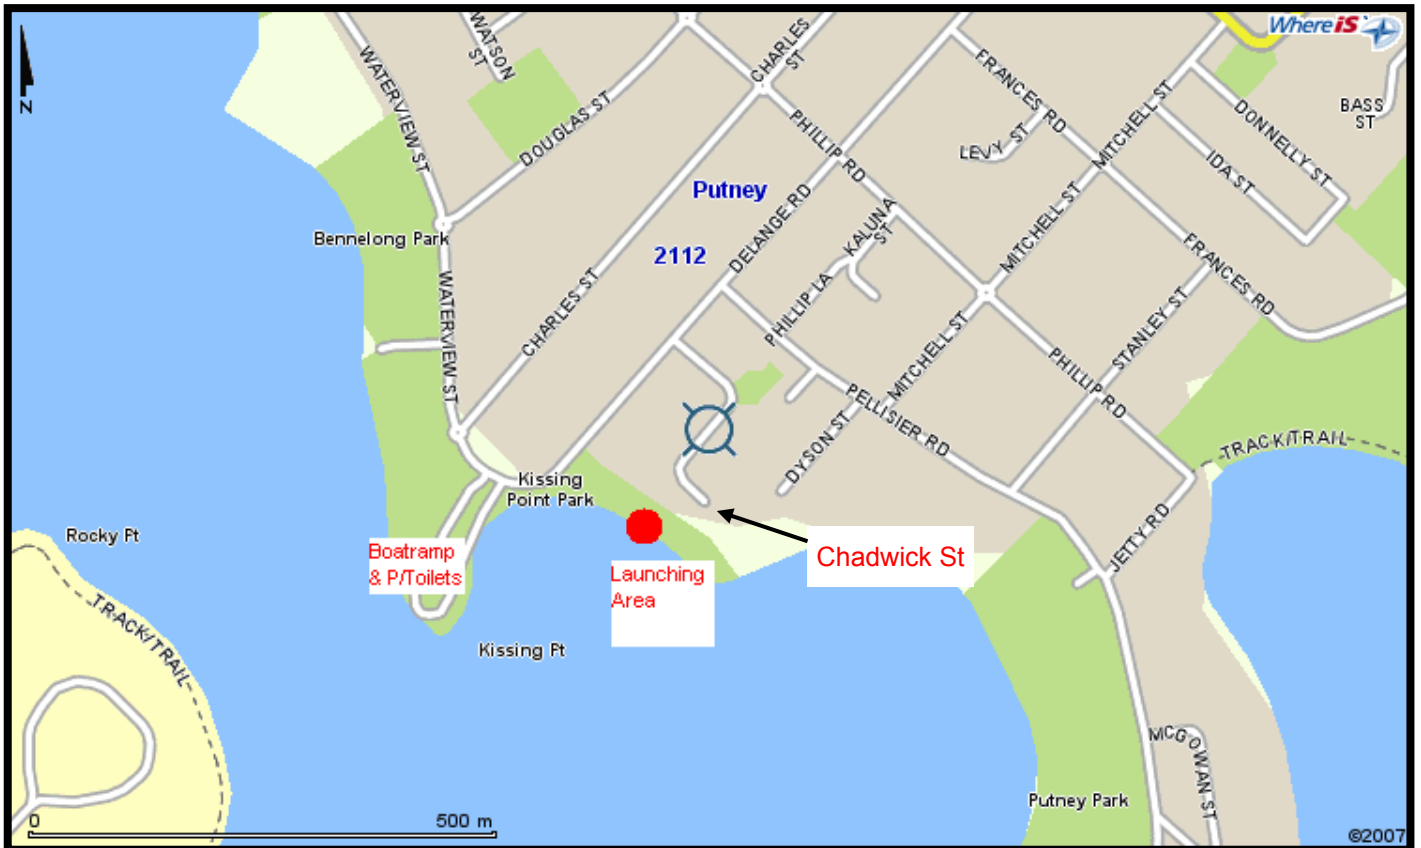 WhereiS
N
WATSON
ST
WATERVIEW ST
DOUGLAS ST
CHARLES
ST
FRANCES RD
MITCHELL ST
DONNELLY ST
BASS
ST
LEVY ST
IDA ST
PHILLIP RD
Putney
2112
DELANGE RD
KALUNA
ST
PHILLIP LA
MITCHELL ST
FRANCES RD
Bennelong Park
WATERVIEW ST
CHARLES ST
MITCHELL ST
STANLEY ST
PHILLIP RD
PELLISIER RD
DYSON ST
TRACK/TRAIL
Kissing
Point Park
JETTY RD
Rocky Pt
Boatramp
& P/Toilets
Launching
Area
Chadwick St
TRACK/TRAIL
Kissing Pt
MCGOWAN ST
Putney Park
0
500 m
©2007